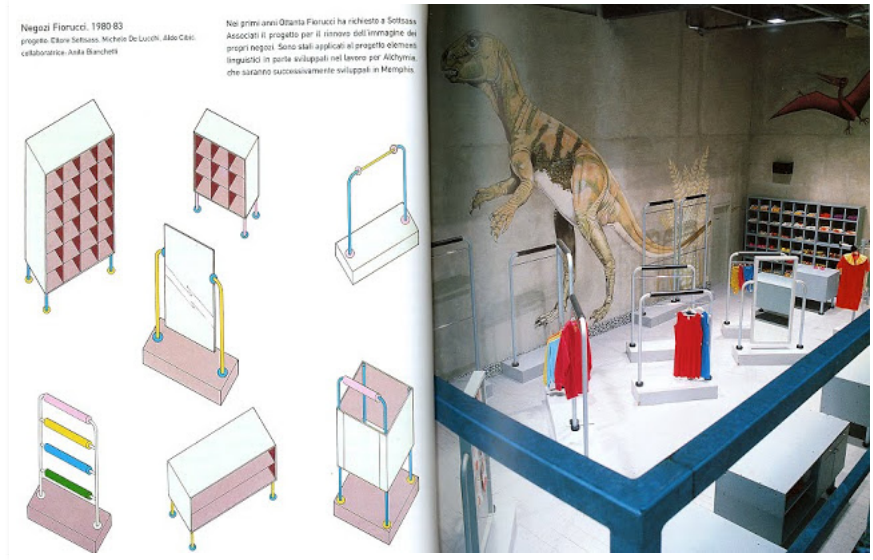 Negozi Fiorucci, 1980-83
progetto: Ettore Sottsass, Michele De Lucchi, Aldo Cibic,
collaboratrice: Anita Bianchetti
Nei primi anni Ottanta Fiorucci ha richiesto a Sottsass
Associati il progetto per il rinnovo dell'immagine dei
propri negozi. Sono stati applicati al progetto elementi
linguistici in parte sviluppati nel lavoro per Alchymia,
che saranno successivamente sviluppati in Memphis.